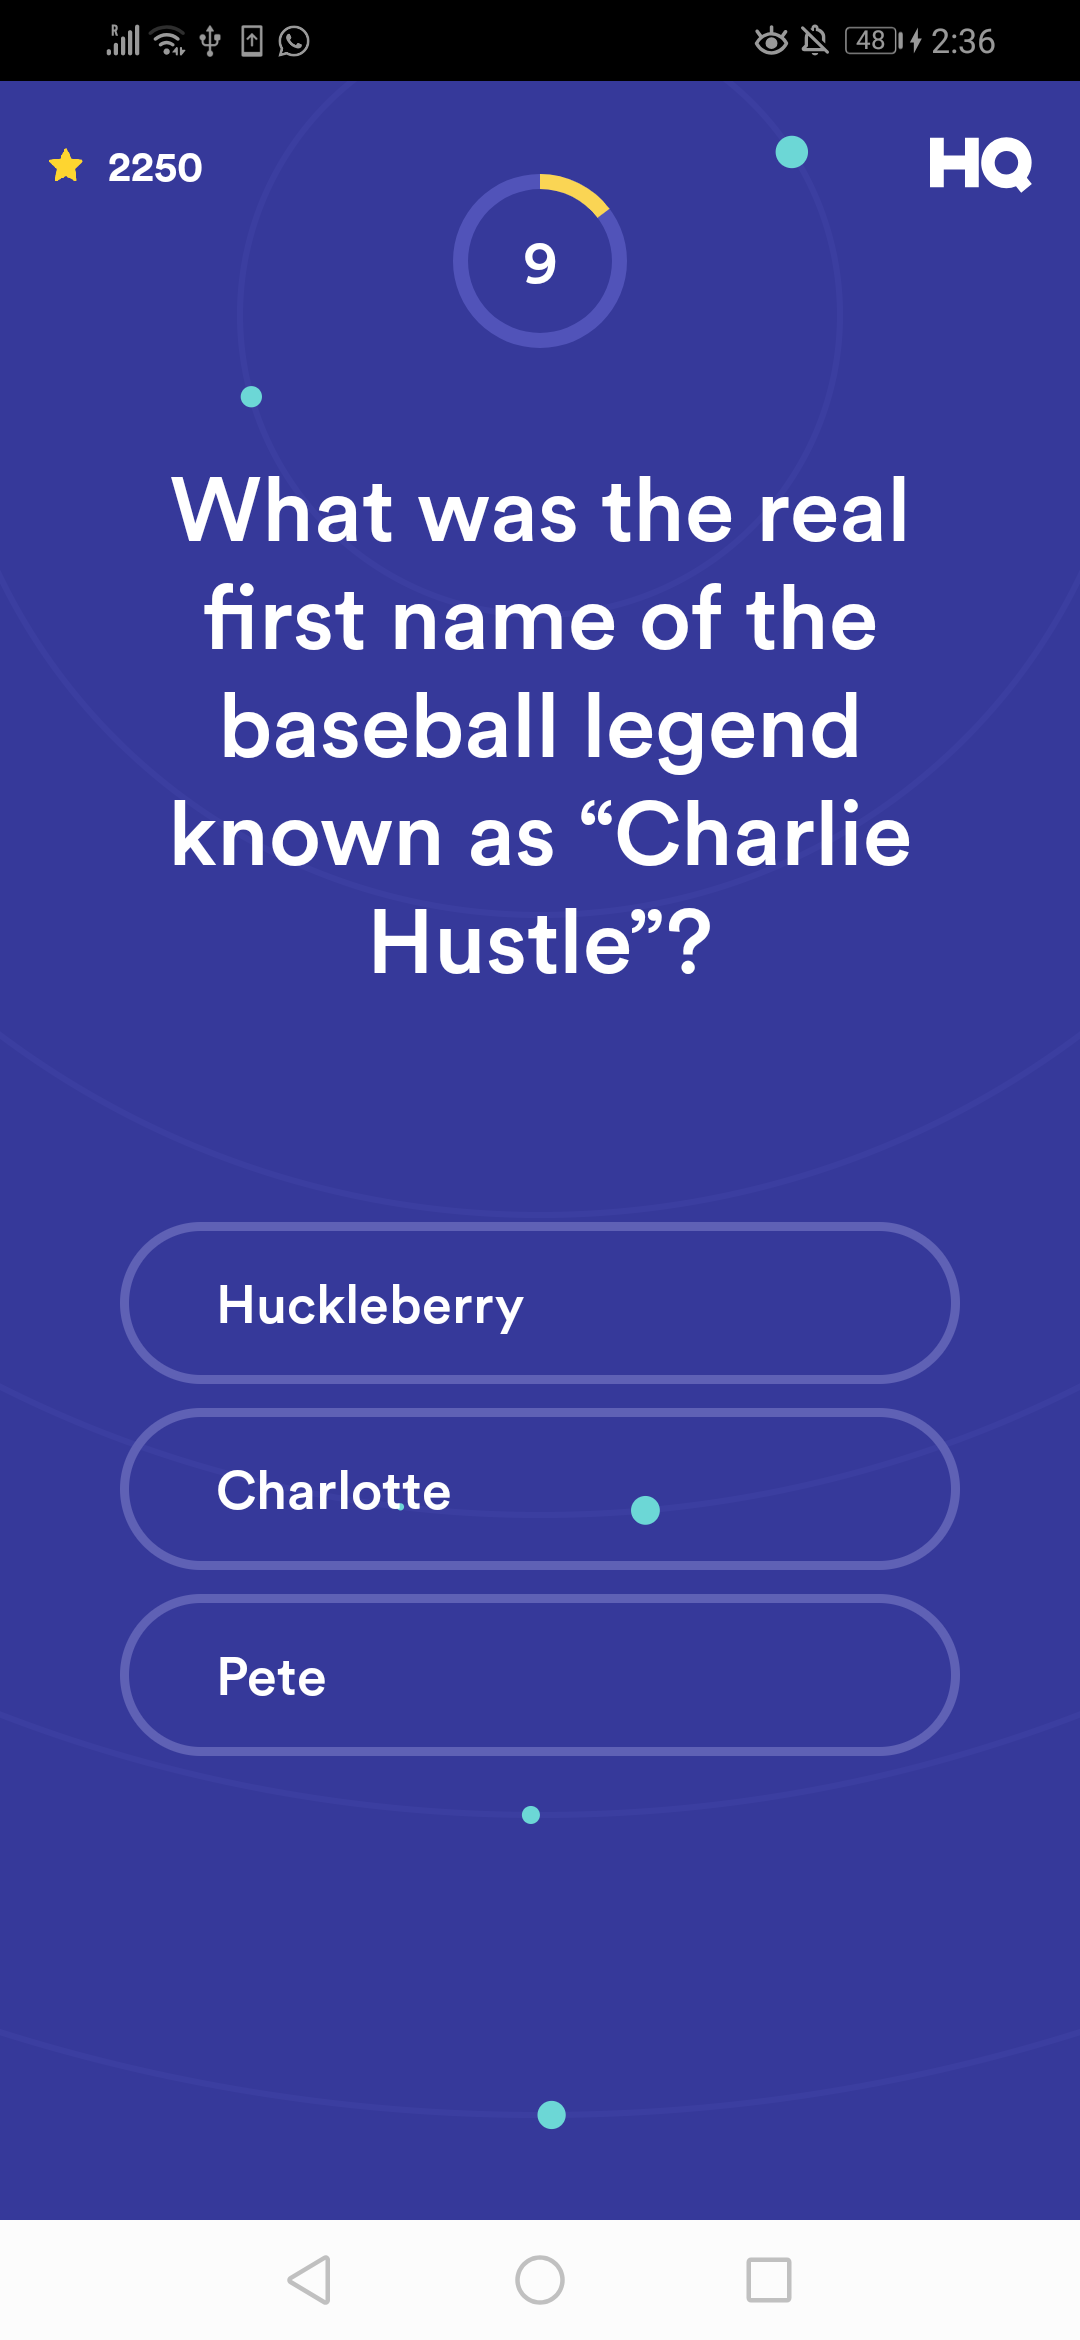 48 2:36
2250
HQ
9
What was the real
first name of the
baseball legend
known as “Charlie
Hustle”?
Huckleberry
Charlotte
Pete